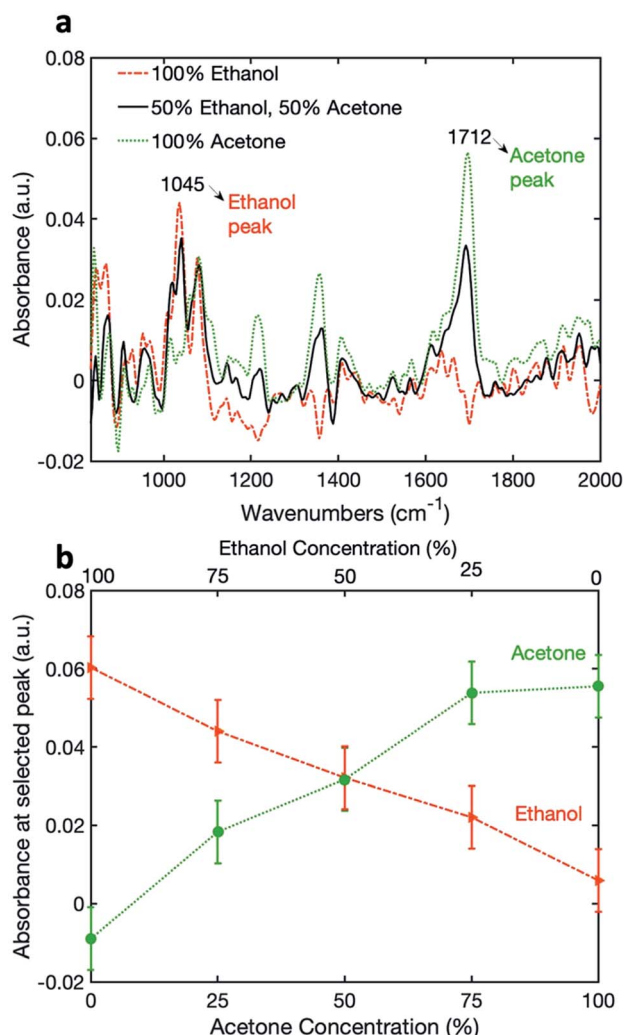 a
0.08
0.06
0.04
0.02
0
-0.02
Absorbance (a.u.)
100% Ethanol
50% Ethanol, 50% Acetone
100% Acetone
1712
Acetone
peak
1045
Ethanol
peak
1000 1200 1400 1600 1800 2000
Wavenumbers (cm⁻¹)
b
Ethanol Concentration (%)
100 75 50 25 0
0.08
0.06
0.04
0.02
0
-0.02
Absorbance at selected peak (a.u.)
Acetone
Ethanol
0 25 50 75 100
Acetone Concentration (%)